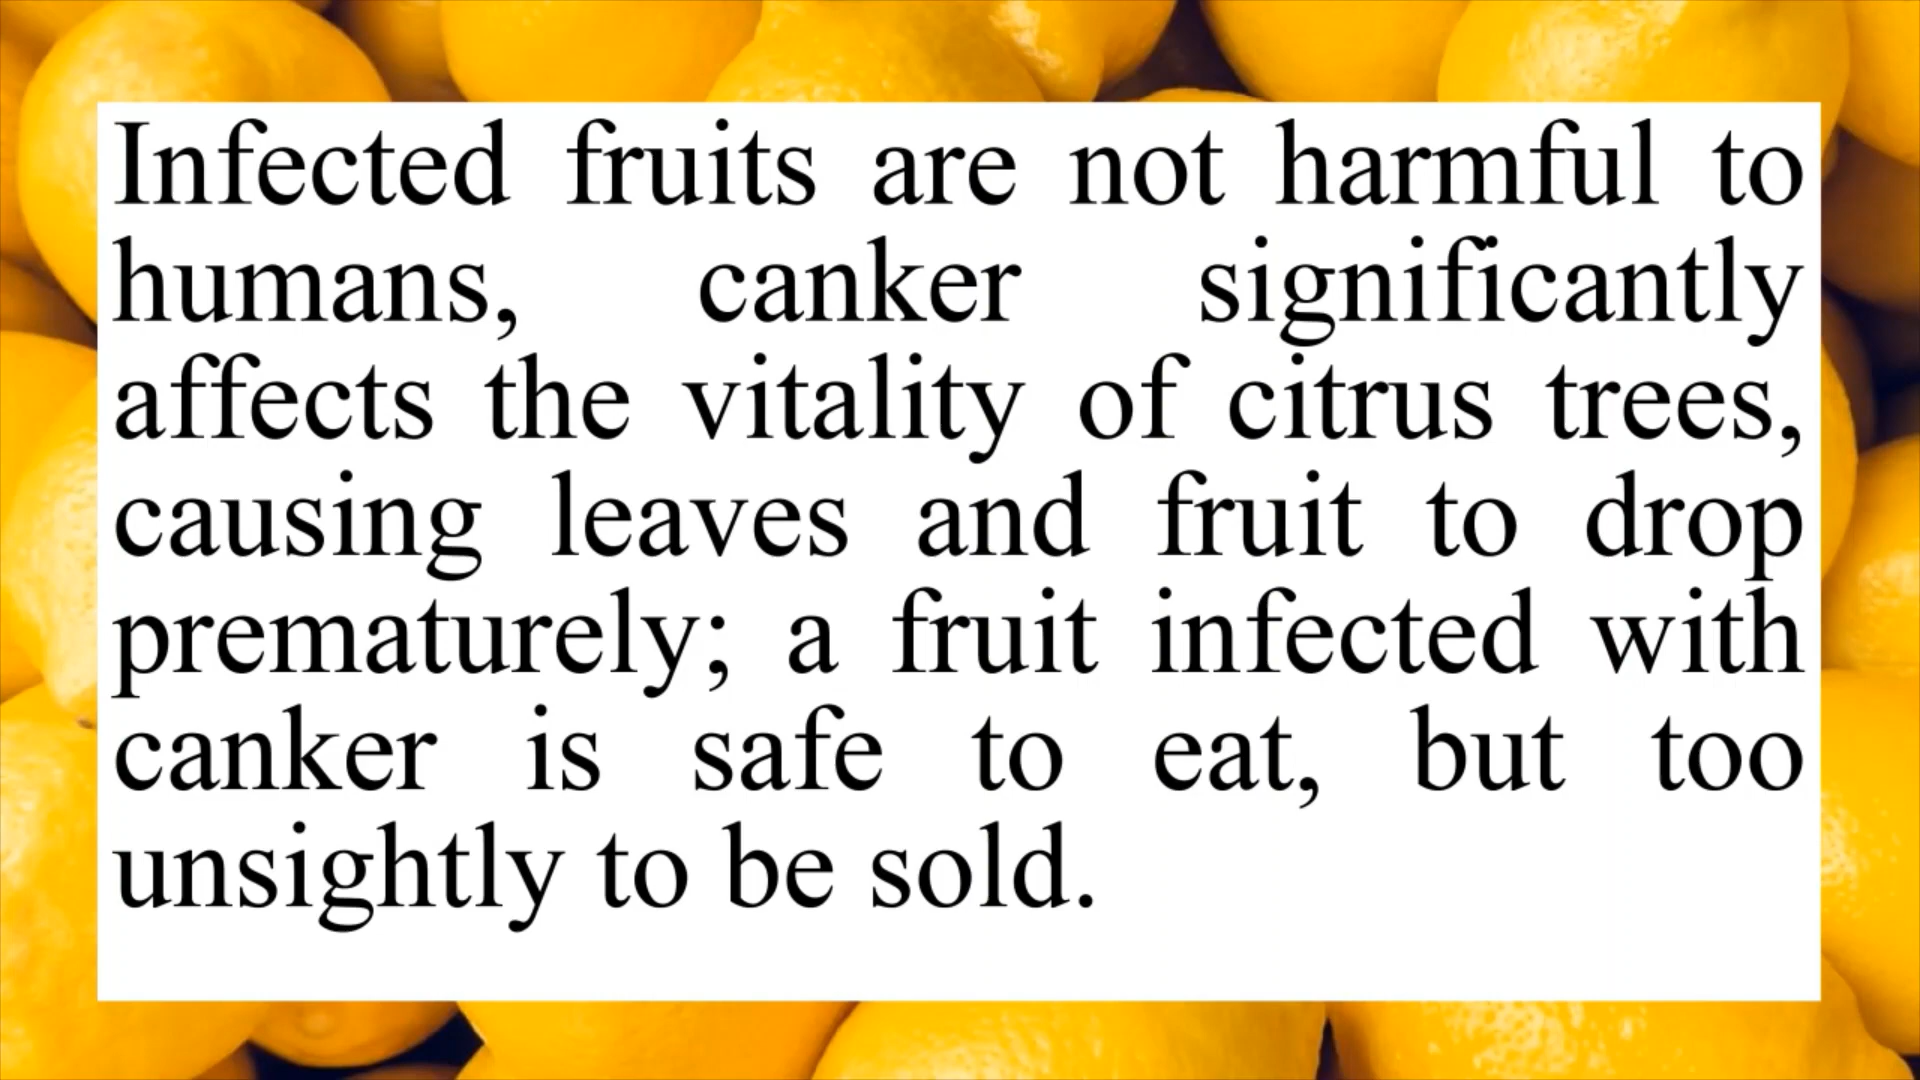 Infected fruits are not harmful to
humans, canker significantly
affects the vitality of citrus trees,
causing leaves and fruit to drop
prematurely; a fruit infected with
canker is safe to eat, but too
unsightly to be sold.